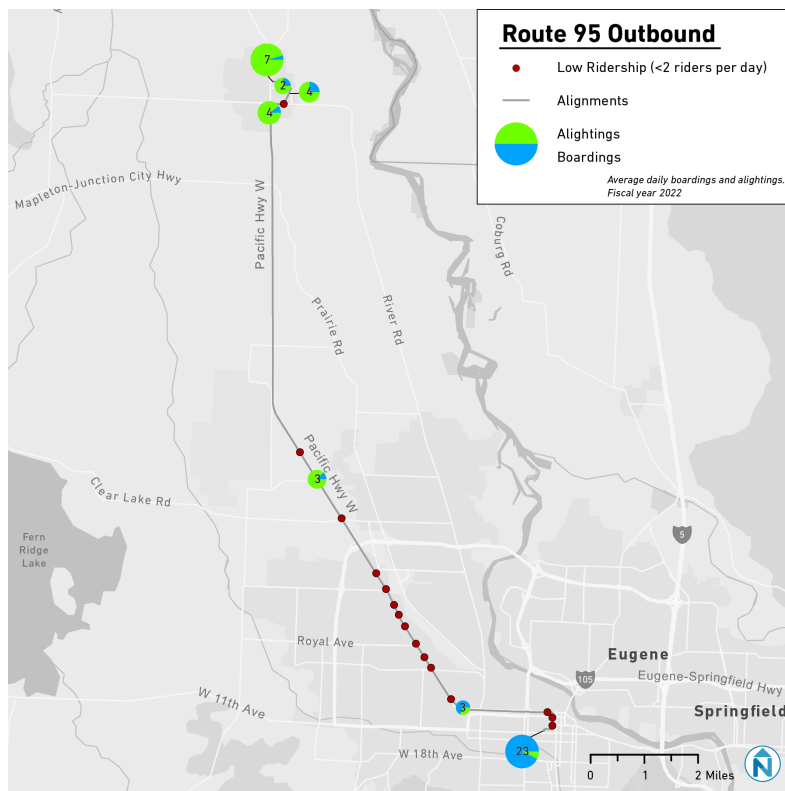 Route 95 Outbound
Low Ridership (<2 riders per day)
Alignments
Alightings
Boardings
Average daily boardings and alightings.
Fiscal year 2022
7
2
4
4
Mapleton-Junction City Hwy
Pacific Hwy W
Coburg Rd
Prairie Rd
River Rd
Pacific Hwy W
3
Clear Lake Rd
Fern
Ridge
Lake
5
Royal Ave
Eugene
105
Eugene-Springfield Hwy
W 11th Ave
3
Springfield
W 18th Ave
23
0 1 2 Miles
N